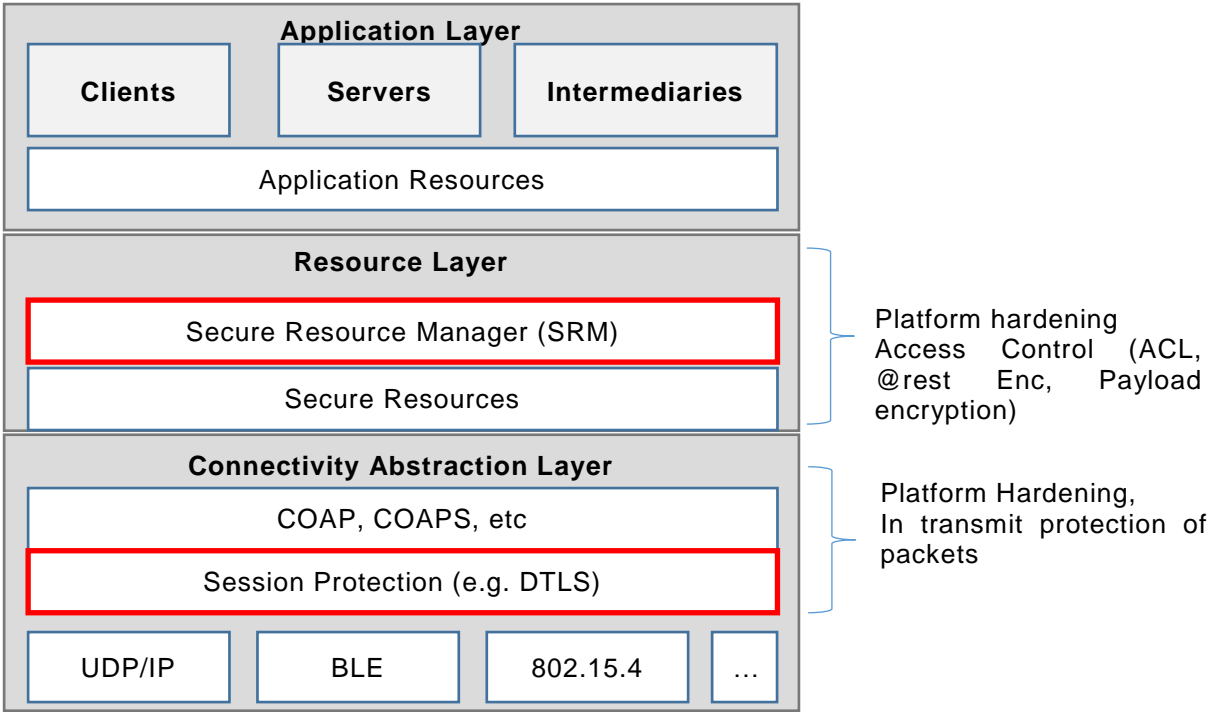 Application Layer
Clients
Servers
Intermediaries
Application Resources
Resource Layer
Secure Resource Manager (SRM)
Secure Resources
Platform hardening
Access Control (ACL,
@rest Enc, Payload
encryption)
Connectivity Abstraction Layer
COAP, COAPS, etc
Session Protection (e.g. DTLS)
Platform Hardening,
In transmit protection of
packets
UDP/IP
BLE
802.15.4
…